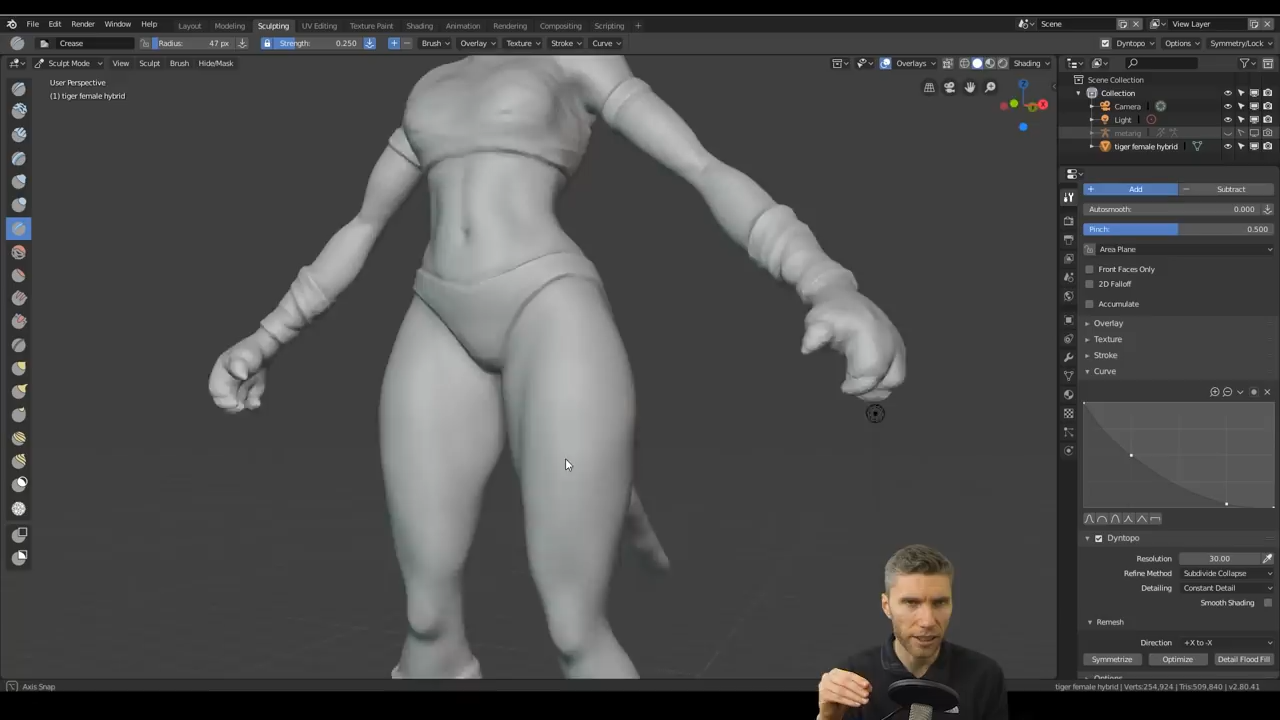 File Edit Render Window Help Layout Modeling Sculpting UV Editing Texture Paint Shading Animation Rendering Compositing Scripting + Scene View Layer
Crease Radius: 47 px Strength: 0.250 Brush Overlay Texture Stroke Curve Dyntopo Options Symmetry/Lock
Sculpt Mode View Sculpt Brush Hide/Mask Overlays Shading
User Perspective
(1) tiger female hybrid
Scene Collection
Collection
Camera
Light
metarig
tiger female hybrid
Add Subtract
Autosmooth: 0.000
Pinch: 0.500
Area Plane
Front Faces Only
2D Falloff
Accumulate
Overlay
Texture
Stroke
Curve
Dyntopo
Resolution 30.00
Refine Method Subdivide Collapse
Detailing Constant Detail
Smooth Shading
Remesh
Direction +X to -X
Symmetrize Optimize Detail Flood Fill
Axis Snap
tiger female hybrid | Verts:254,924 | Tris:509,840 | v2.80.41